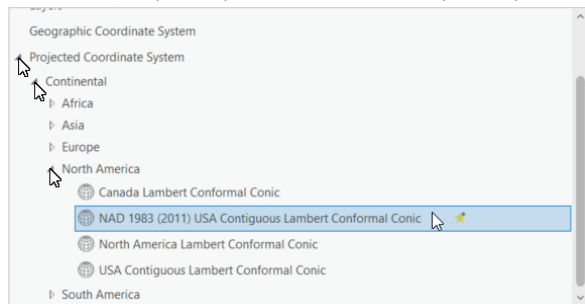 Layers
Geographic Coordinate System
Projected Coordinate System
Continental
Africa
Asia
Europe
North America
Canada Lambert Conformal Conic
NAD 1983 (2011) USA Contiguous Lambert Conformal Conic
North America Lambert Conformal Conic
USA Contiguous Lambert Conformal Conic
South America